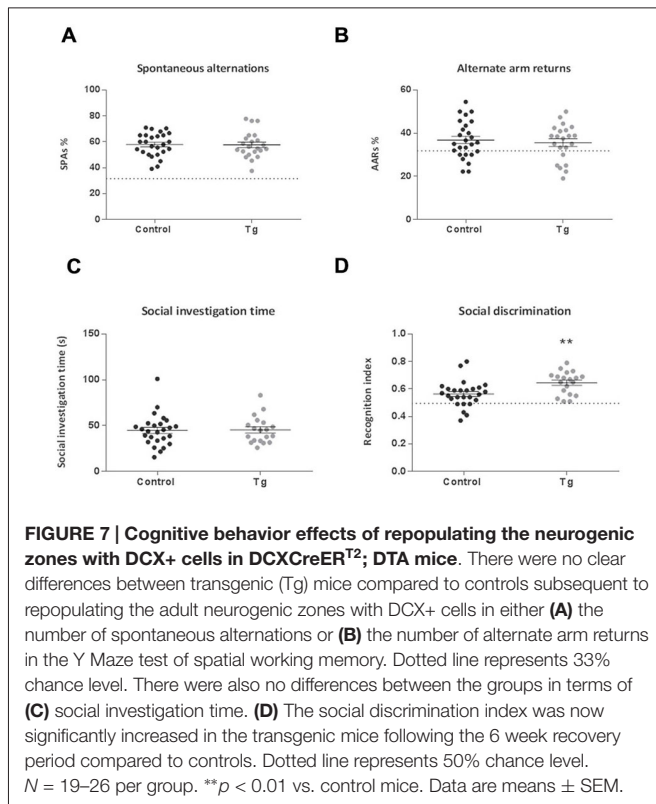 A
Spontaneous alternations
SPAs %
100
80
60
40
20
0
Control
Tg
B
Alternate arm returns
AARs %
60
40
20
0
Control
Tg
C
Social investigation time
Social investigation time (s)
150
100
50
0
Control
Tg
D
Social discrimination
Recognition index
1.0
0.8
0.6
0.4
0.2
0.0
**
Control
Tg
FIGURE 7 | Cognitive behavior effects of repopulating the neurogenic
zones with DCX+ cells in DCXCreERT2; DTA mice. There were no clear
differences between transgenic (Tg) mice compared to controls subsequent to
repopulating the adult neurogenic zones with DCX+ cells in either (A) the
number of spontaneous alternations or (B) the number of alternate arm returns
in the Y Maze test of spatial working memory. Dotted line represents 33%
chance level. There were also no differences between the groups in terms of
(C) social investigation time. (D) The social discrimination index was now
significantly increased in the transgenic mice following the 6 week recovery
period compared to controls. Dotted line represents 50% chance level.
N = 19–26 per group. **p < 0.01 vs. control mice. Data are means ± SEM.